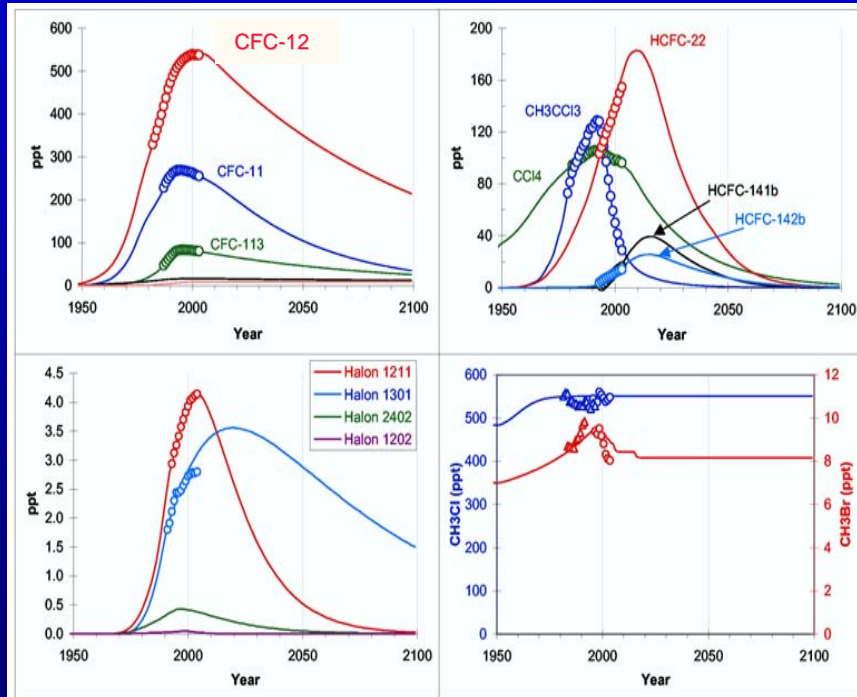 CFC-12
600
500
400
300
200
100
0
ppt
CFC-11
CFC-113
1950
2000
2050
2100
Year
200
160
120
80
40
0
ppt
HCFC-22
CH3CCl3
CCl4
HCFC-141b
HCFC-142b
1950
2000
2050
2100
Year
4.5
4.0
3.5
3.0
2.5
2.0
1.5
1.0
0.5
0.0
ppt
Halon 1211
Halon 1301
Halon 2402
Halon 1202
1950
2000
2050
2100
Year
600
500
400
300
200
100
0
CH3Cl (ppt)
12
10
8
6
4
2
0
CH3Br (ppt)
1950
2000
2050
2100
Year